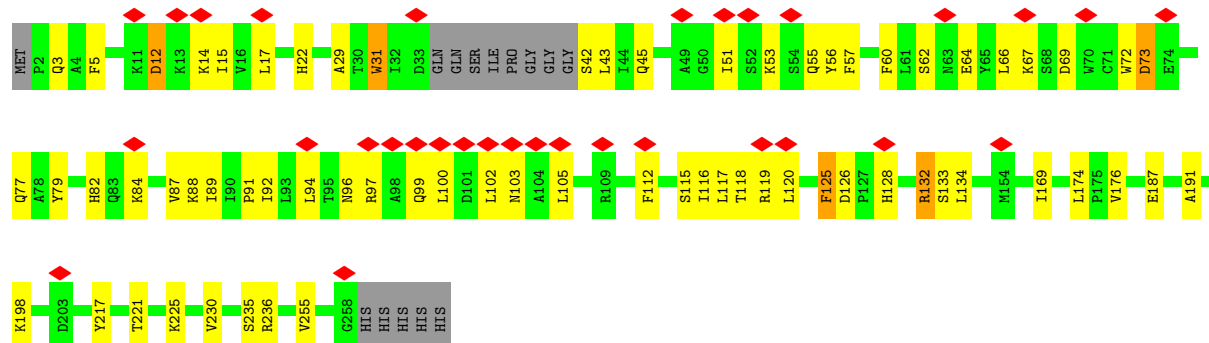 MET P2 Q3 A4 F5 K11 D12 K13 K14 I15 V16 L17 H22 A29 T30 W31 I32 D33 GLN GLN SER ILE PRO GLY GLY GLY S42 L43 I44 Q45 A49 G50 I51 S52 K53 S54 Q55 Y56 F57 F60 L61 S62 N63 E64 Y65 L66 K67 S68 D69 W70 C71 W72 D73 E74
Q77 A78 Y79 H82 Q83 K84 V87 K88 I89 I90 P91 I92 L93 L94 T95 N96 R97 A98 Q99 L100 D101 L102 N103 A104 L105 R109 F112 S115 I116 L117 T118 R119 L120 F125 D126 P127 H128 R132 S133 L134 M154 I169 L174 P175 V176 E187 A191
K198 D203 Y217 T221 K225 V230 S235 R236 V255 G258 HIS HIS HIS HIS HIS